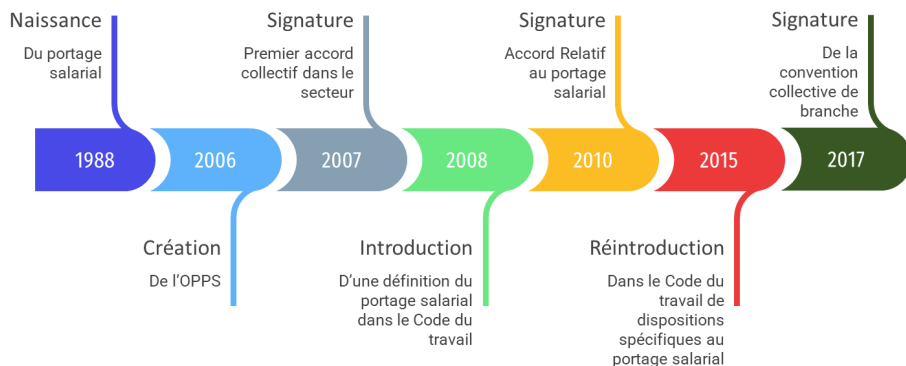 Naissance
Du portage
salarial
Signature
Premier accord
collectif dans le
secteur
Signature
Accord Relatif
au portage
salarial
Signature
De la
convention
collective de
branche
1988
2006
2007
2008
2010
2015
2017
Création
De l'OPPS
Introduction
D'une définition du
portage salarial
dans le Code du
travail
Réintroduction
Dans le Code du
travail de
dispositions
spécifiques au
portage salarial